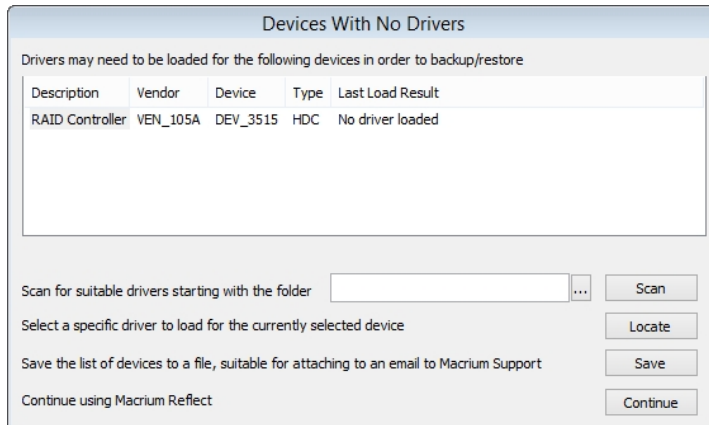 Devices With No Drivers
Drivers may need to be loaded for the following devices in order to backup/restore
Description Vendor Device Type Last Load Result
RAID Controller VEN_105A DEV_3515 HDC No driver loaded
Scan for suitable drivers starting with the folder ... Scan
Select a specific driver to load for the currently selected device Locate
Save the list of devices to a file, suitable for attaching to an email to Macrium Support Save
Continue using Macrium Reflect Continue